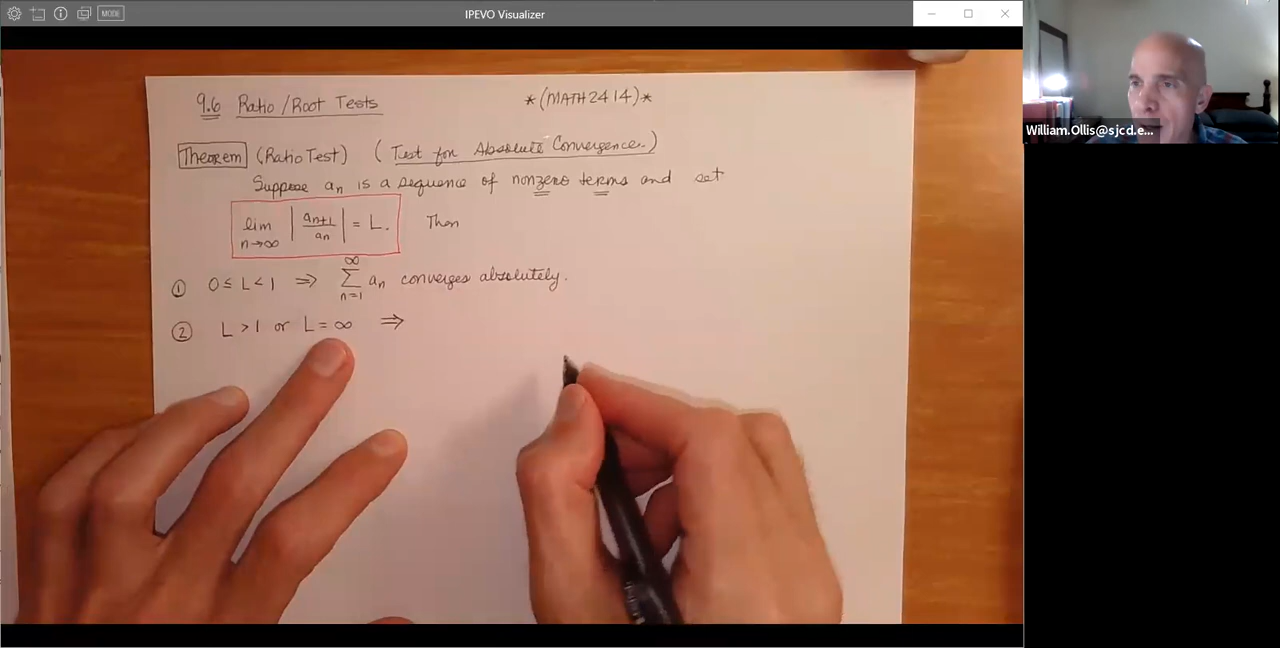 IPEVO Visualizer
MODE
William.Ollis@sjcd.e...
9.6 Ratio/Root Tests *(MATH 2414)*
Theorem (Ratio Test) (Test for Absolute Convergence)
Suppose aₙ is a sequence of nonzero terms and set
lim n→∞ |aₙ₊₁/aₙ| = L. Then
① 0 ≤ L < 1 ⇒ ∞ ∑ n=1 aₙ converges absolutely.
② L > 1 or L = ∞ ⇒